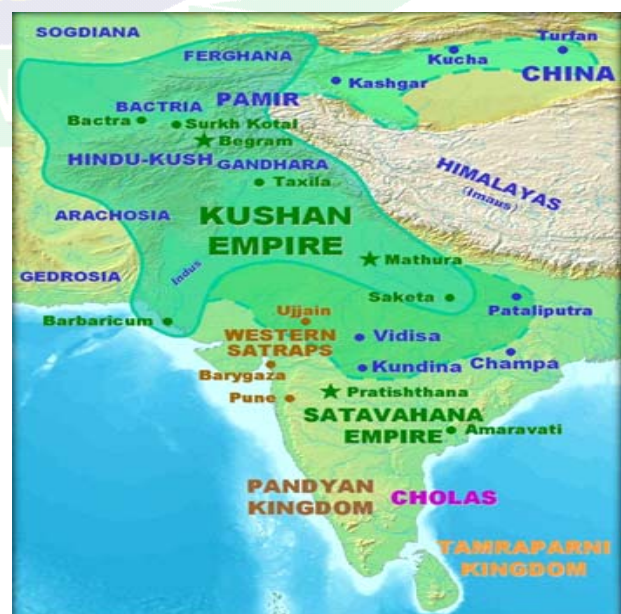 SOGDIANA
Turfan
FERGHANA
Kucha
CHINA
Kashgar
PAMIR
BACTRIA
Bactra
Surkh Kotal
Begram
HINDU-KUSH
GANDHARA
Taxila
HIMALAYAS
(Imaus)
ARACHOSIA
KUSHAN
EMPIRE
Mathura
GEDROSIA
Indus
Saketa
Pataliputra
Barbaricum
Ujjain
WESTERN
SATRAPS
Vidisa
Kundina
Champa
Barygaza
Pune
Pratishthana
SATAVAHANA
EMPIRE
Amaravati
PANDYAN
KINGDOM
CHOLAS
TAMRAPARNI
KINGDOM